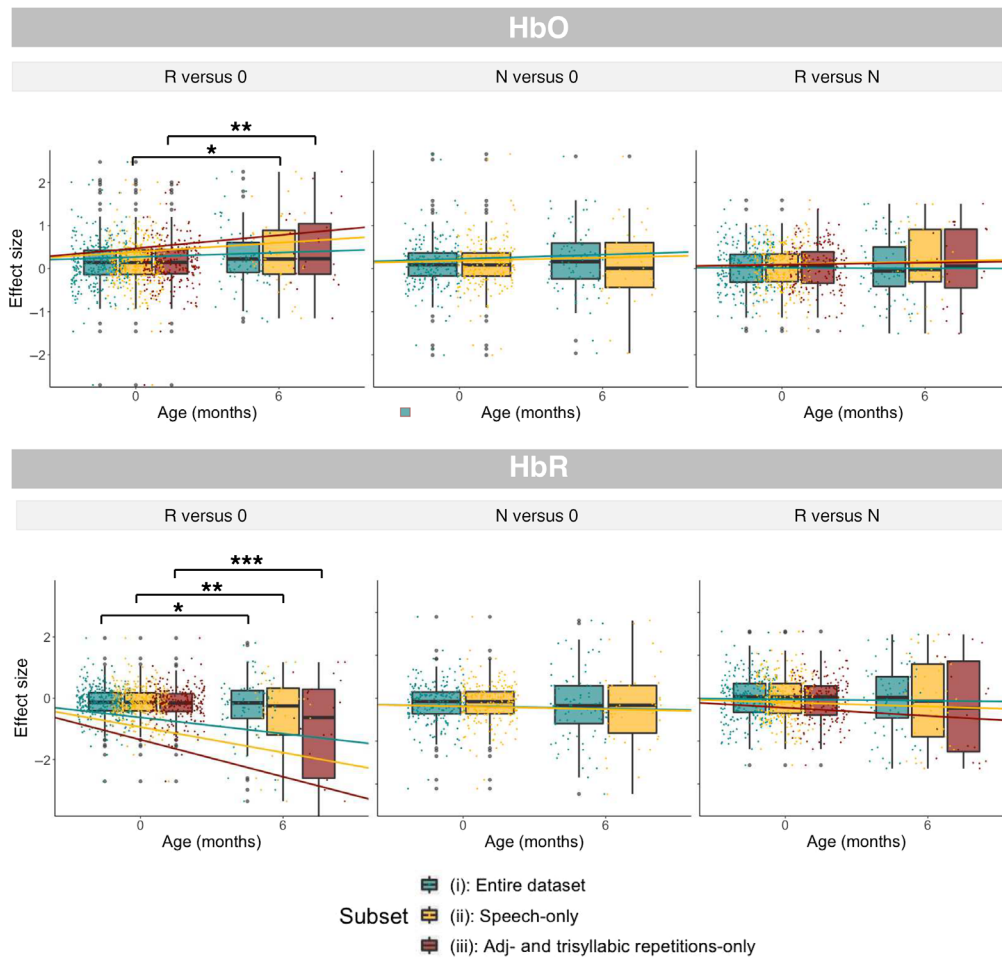 HbO
R versus 0
N versus 0
R versus N
**
*
Effect size
2
1
0
−1
−2
0
6
0
6
0
6
Age (months)
Age (months)
Age (months)
HbR
R versus 0
N versus 0
R versus N
***
**
*
Effect size
2
0
−2
0
6
0
6
0
6
Age (months)
Age (months)
Age (months)
Subset
(i): Entire dataset
(ii): Speech-only
(iii): Adj- and trisyllabic repetitions-only